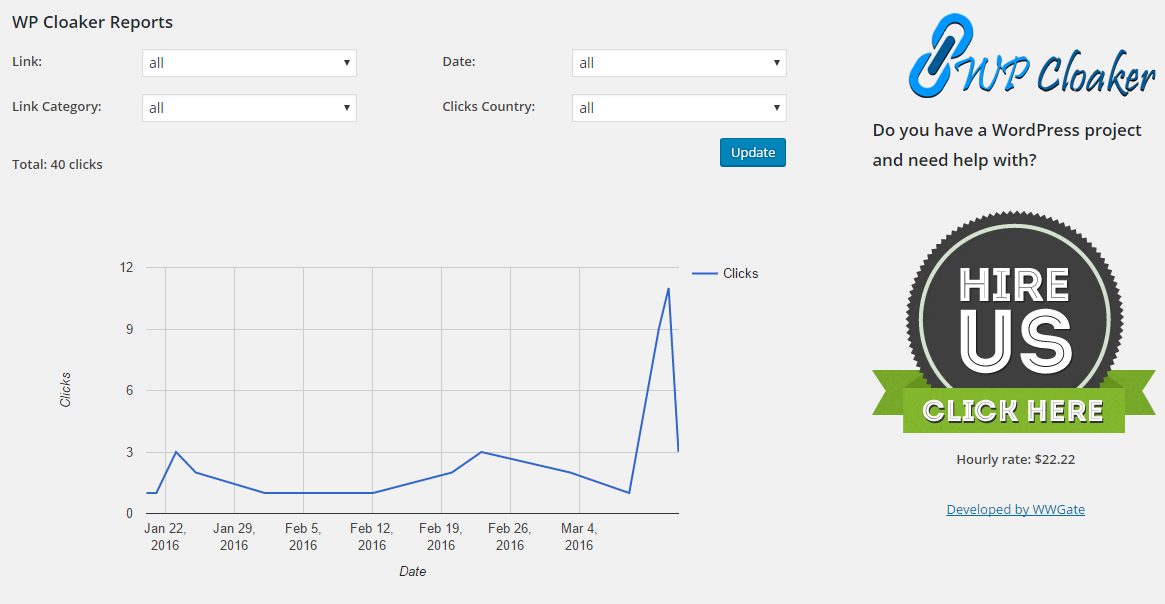 WP Cloaker Reports
Link: all Date: all
Link Category: all Clicks Country: all
Update
Total: 40 clicks
WP Cloaker
Do you have a WordPress project
and need help with?
HIRE
US
CLICK HERE
Hourly rate: $22.22
Developed by WWGate
Clicks
12
9
6
3
0
Clicks
Jan 22, 2016
Jan 29, 2016
Feb 5, 2016
Feb 12, 2016
Feb 19, 2016
Feb 26, 2016
Mar 4, 2016
Date